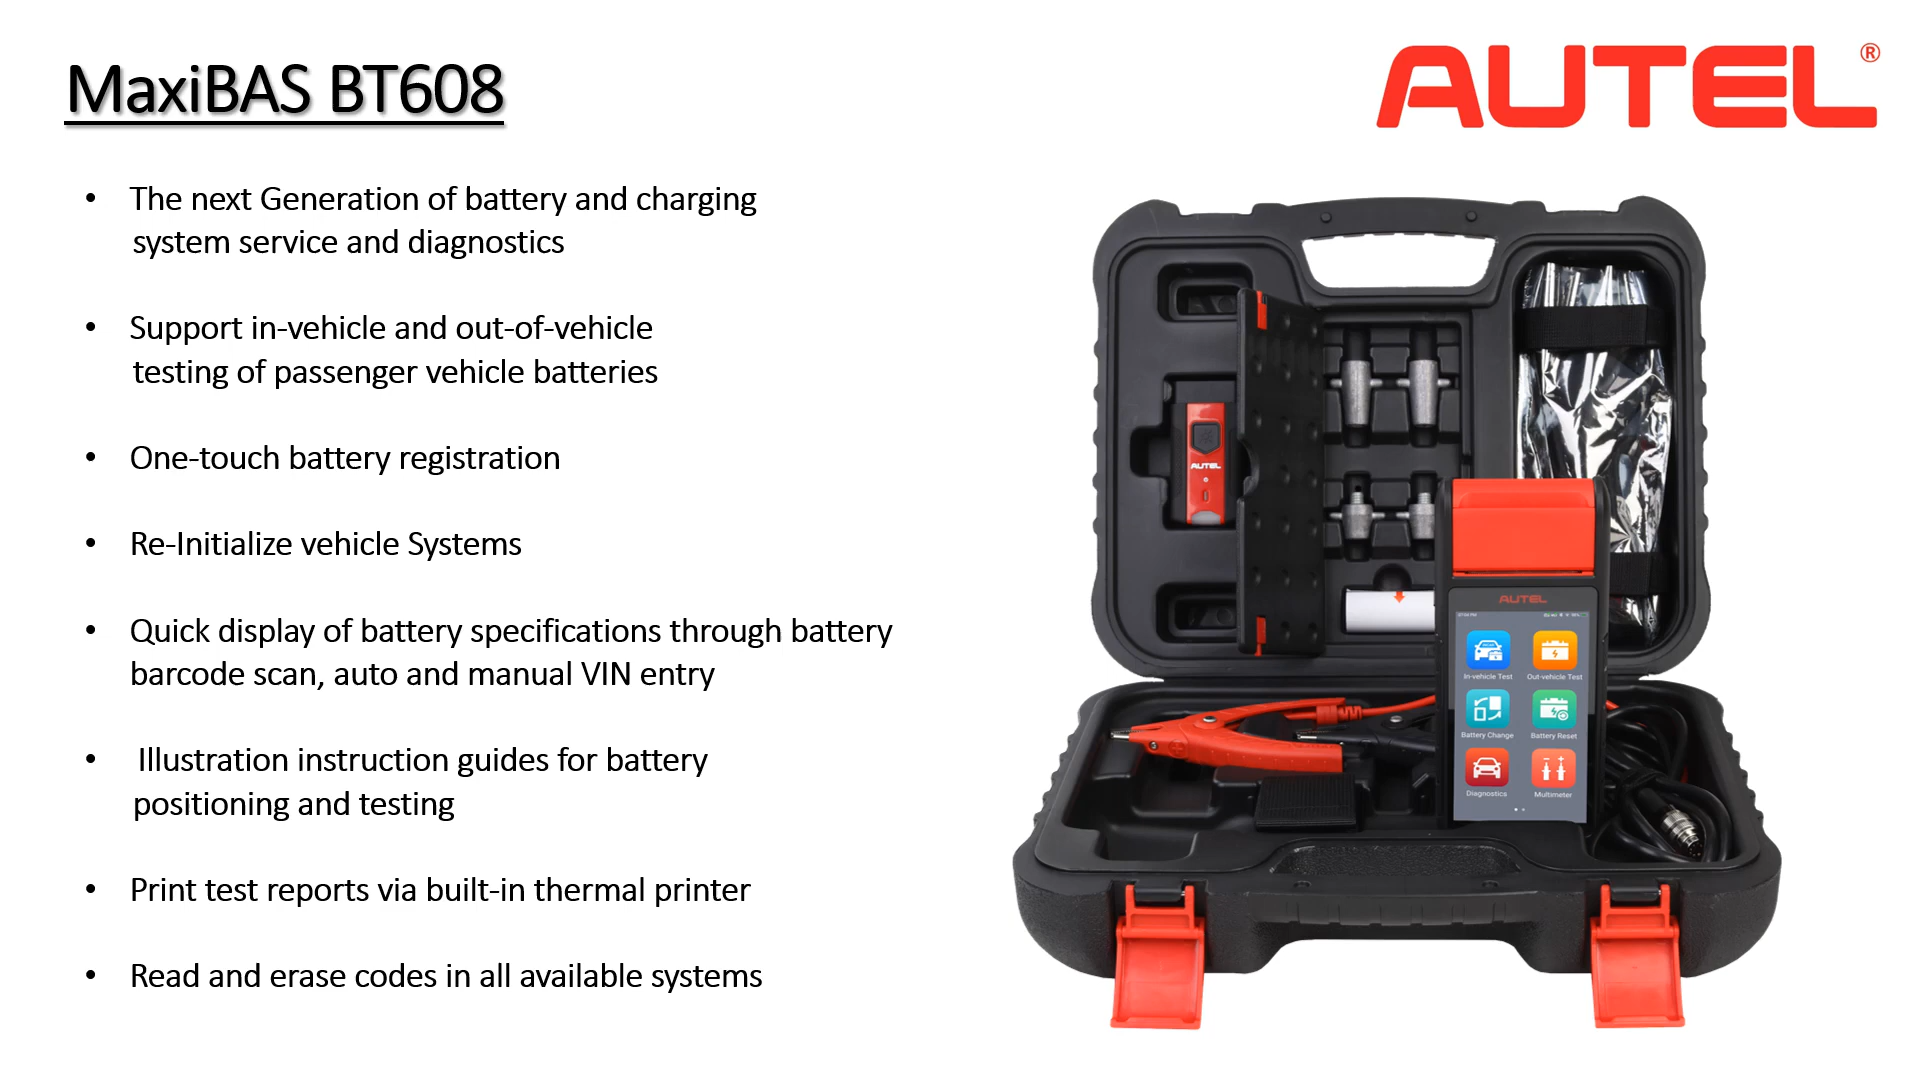 MaxiBAS BT608
AUTEL®
• The next Generation of battery and charging
system service and diagnostics
• Support in-vehicle and out-of-vehicle
testing of passenger vehicle batteries
• One-touch battery registration
• Re-Initialize vehicle Systems
• Quick display of battery specifications through battery
barcode scan, auto and manual VIN entry
• Illustration instruction guides for battery
positioning and testing
• Print test reports via built-in thermal printer
• Read and erase codes in all available systems
AUTEL
AUTEL
In-vehicle Test Out-vehicle Test
Battery Change Battery Reset
Diagnostics Multimeter